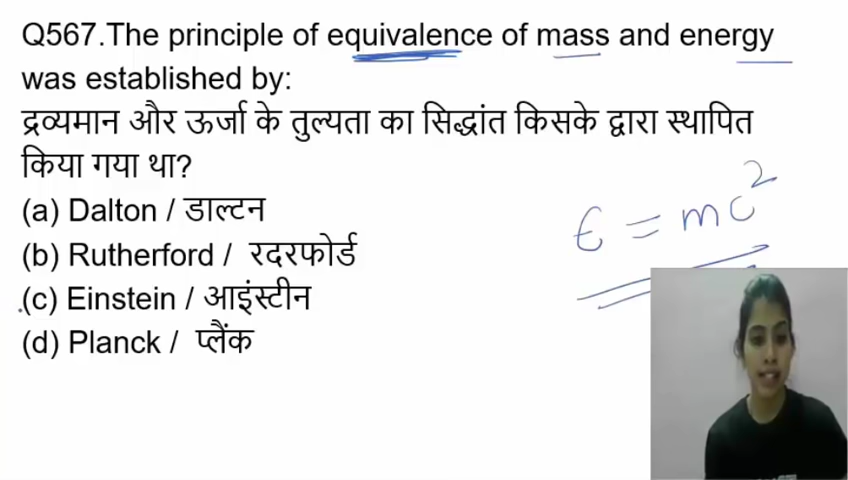 Q567.The principle of equivalence of mass and energy
was established by:
द्रव्यमान और ऊर्जा के तुल्यता का सिद्धांत किसके द्वारा स्थापित
किया गया था?
(a) Dalton / डाल्टन
(b) Rutherford / रदरफोर्ड
(c) Einstein / आइंस्टीन
(d) Planck / प्लैंक
E = mc²